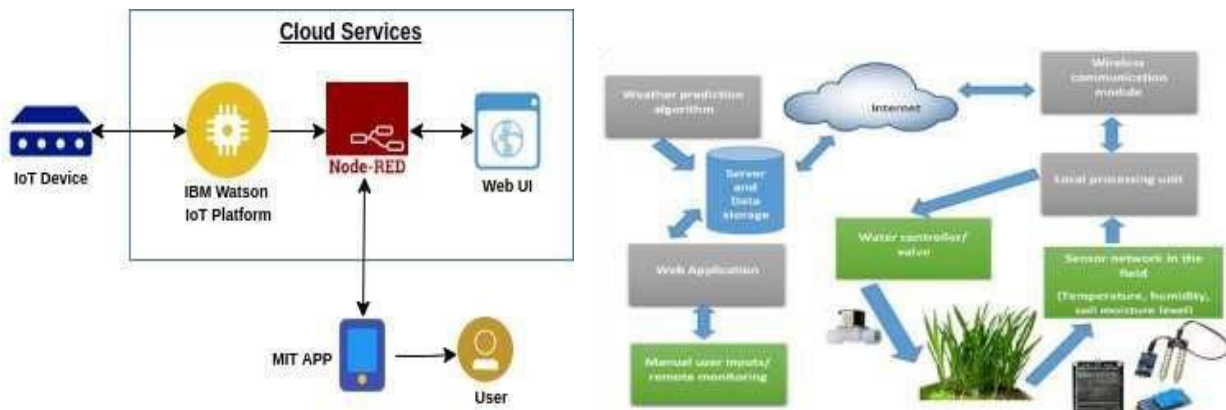 Cloud Services
IoT Device
IBM Watson
IoT Platform
Node-RED
Web UI
MIT APP
User
Weather prediction
algorithm
Internet
Wireless
communication
module
Server
and
Data
storage
Local processing unit
Water controller/
valve
Web Application
Sensor network in the
field
(Temperature, humidity,
soil moisture level)
Manual user inputs/
remote monitoring